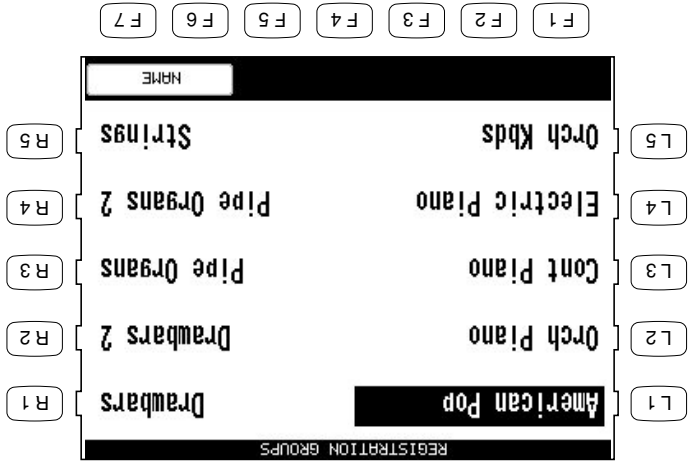 REGISTRATION GROUPS
L1 American Pop Drawbars R1
L2 Orch Piano Drawbars 2 R2
L3 Cont Piano Pipe Organs R3
L4 Electric Piano Pipe Organs 2 R4
L5 Orch Kbds Strings R5
NAME
F1 F2 F3 F4 F5 F6 F7